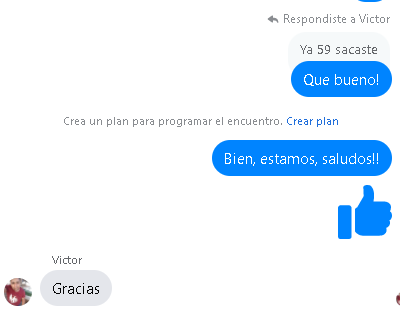 Respondiste a Victor
Ya 59 sacaste
Que bueno!
Crea un plan para programar el encuentro. Crear plan
Bien, estamos, saludos!!
Victor
Gracias